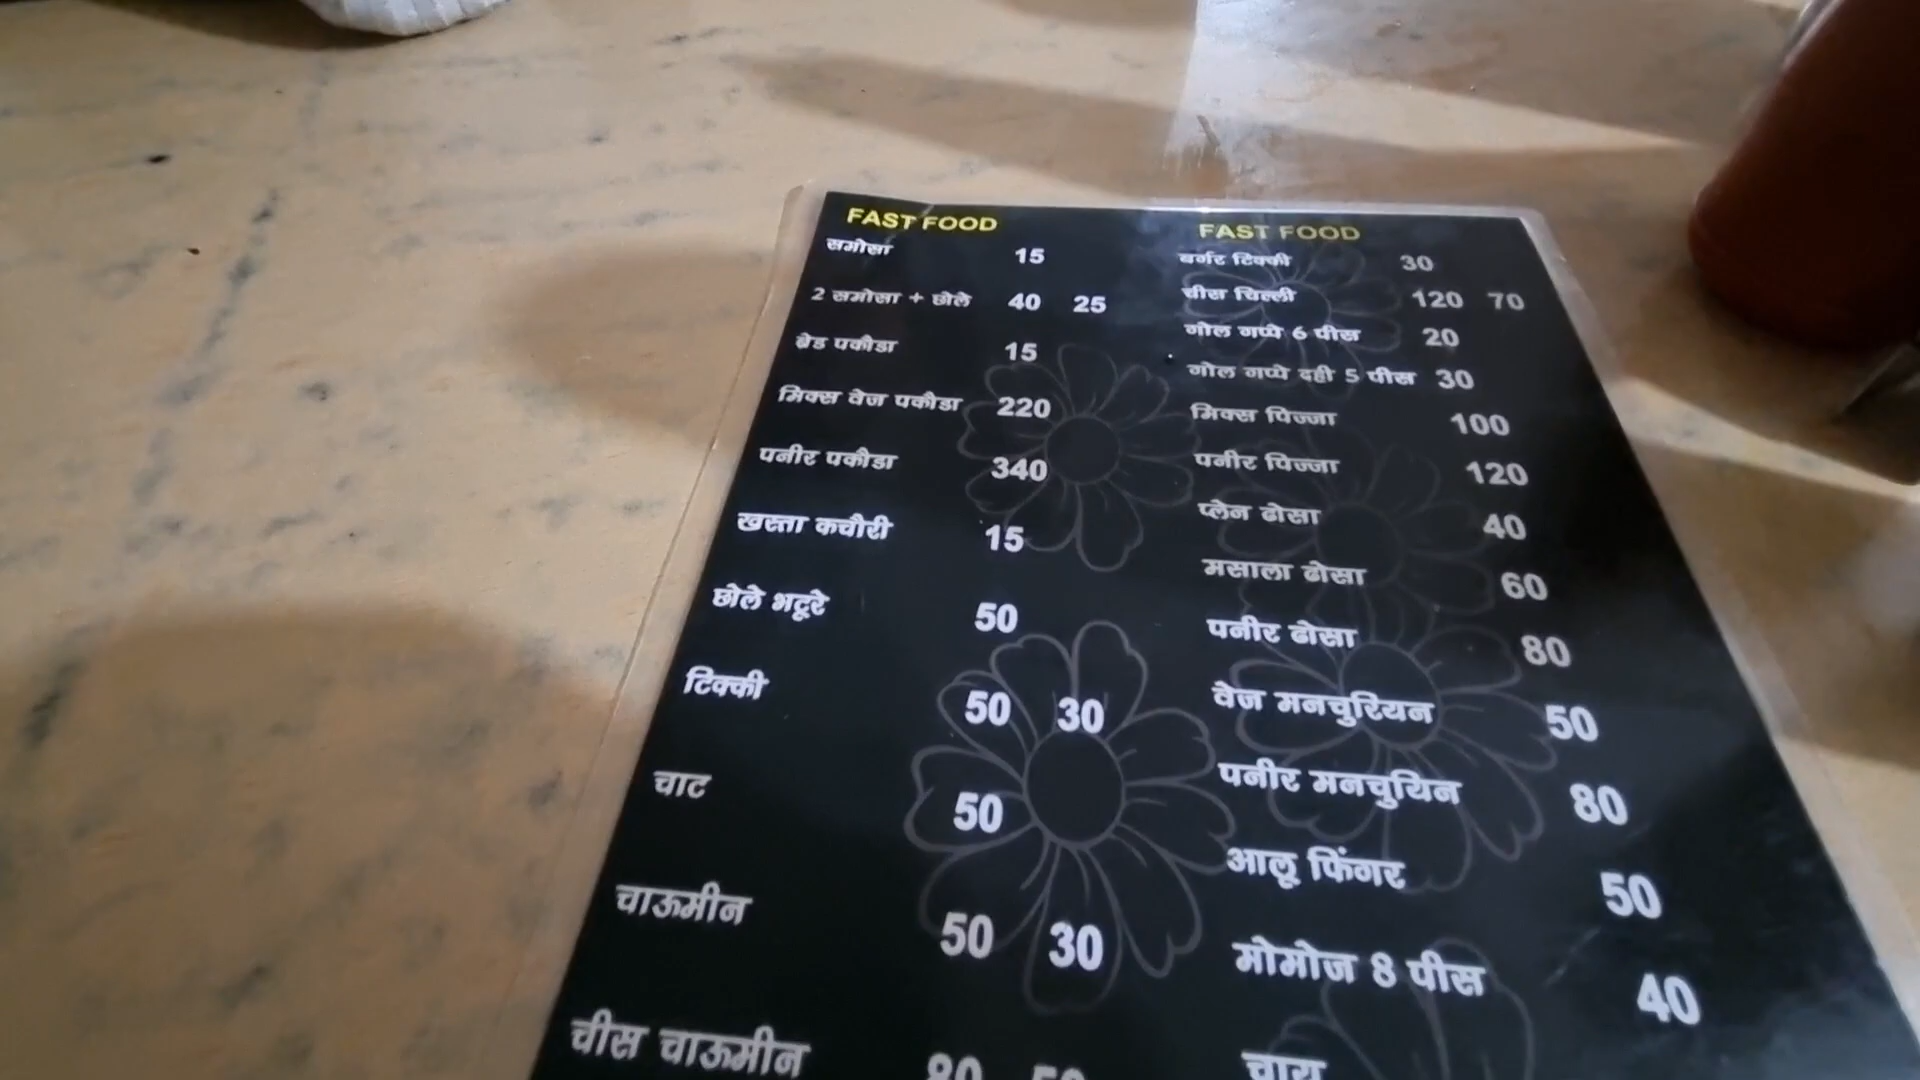 FAST FOOD
समोसा 15
2 समोसा + छोले 40 25
ब्रेड पकौडा 15
मिक्स वेज पकौडा 220
पनीर पकौडा 340
खस्ता कचौरी 15
छोले भटूरे 50
टिक्की 50 30
चाट 50
चाऊमीन 50 30
चीस चाऊमीन 80 50
FAST FOOD
बर्गर टिक्की 30
चीस चिल्ली 120 70
गोल गप्पे 6 पीस 20
गोल गप्पे दही 5 पीस 30
मिक्स पिज्जा 100
पनीर पिज्जा 120
प्लेन ढोसा 40
मसाला ढोसा 60
पनीर ढोसा 80
वेज मनचुरियन 50
पनीर मनचुयिन 80
आलू फिंगर 50
मोमोज 8 पीस 40